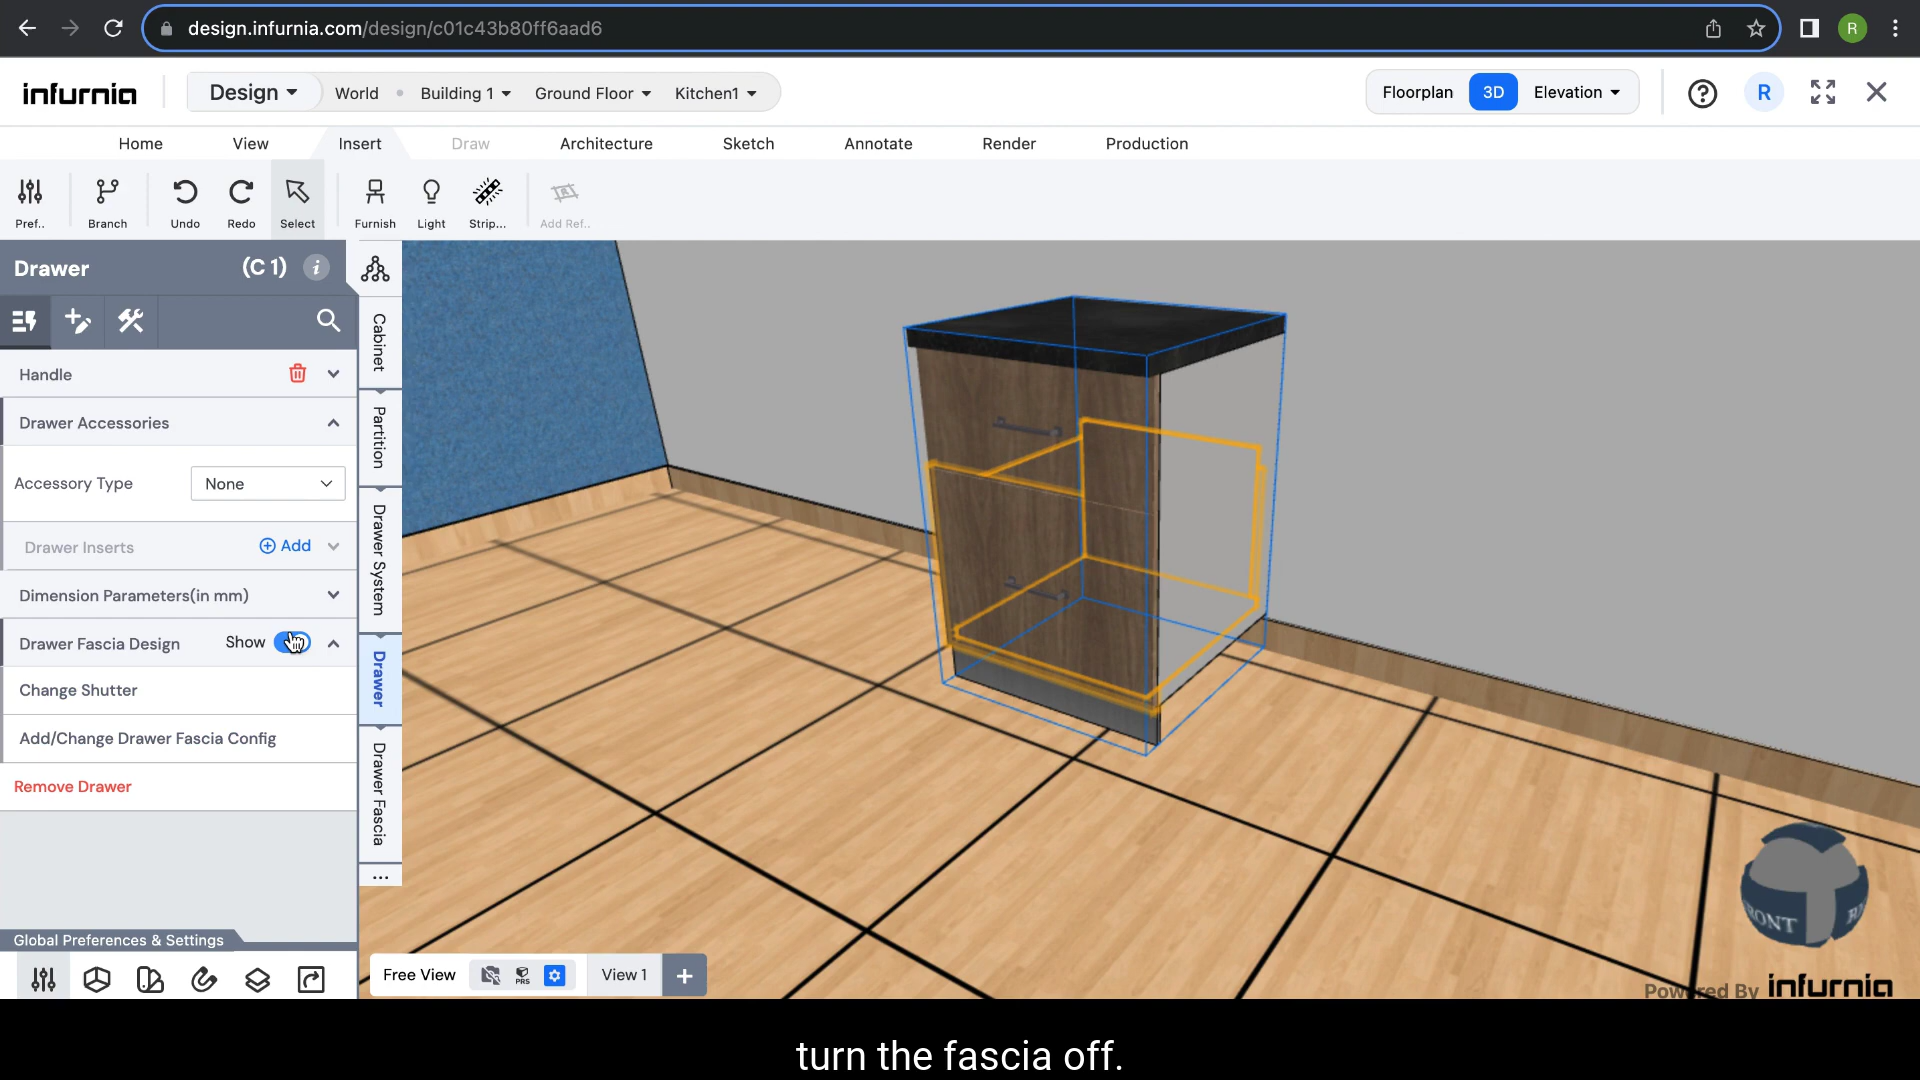 design.infurnia.com/design/c01c43b80ff6aad6
R
infurnia
Design
World
Building 1
Ground Floor
Kitchen1
Floorplan
3D
Elevation
R
Home
View
Insert
Draw
Architecture
Sketch
Annotate
Render
Production
Pref..
Branch
Undo
Redo
Select
Furnish
Light
Strip...
Add Ref..
Drawer
(C 1)
i
Handle
Drawer Accessories
Accessory Type
None
Drawer Inserts
Add
Dimension Parameters(in mm)
Drawer Fascia Design
Show
Change Shutter
Add/Change Drawer Fascia Config
Remove Drawer
Cabinet
Partition
Drawer System
Drawer
Drawer Fascia
...
Global Preferences & Settings
Free View
PRS
View 1
FRONT
Powered By infurnia
turn the fascia off.